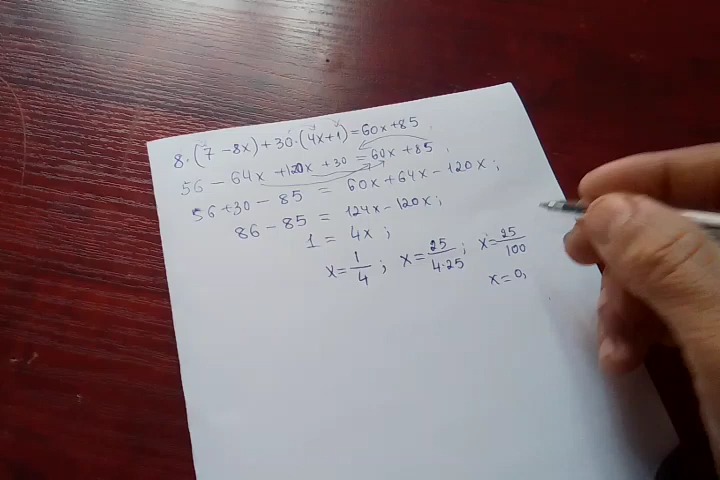 8·(7-8x)+30·(4x+1)=60x+85
56-64x+120x+30=60x+85;
56+30-85=60x+64x-120x;
86-85=124x-120x;
1=4x;
x=1/4; x=25/4·25; x=25/100
x=0,